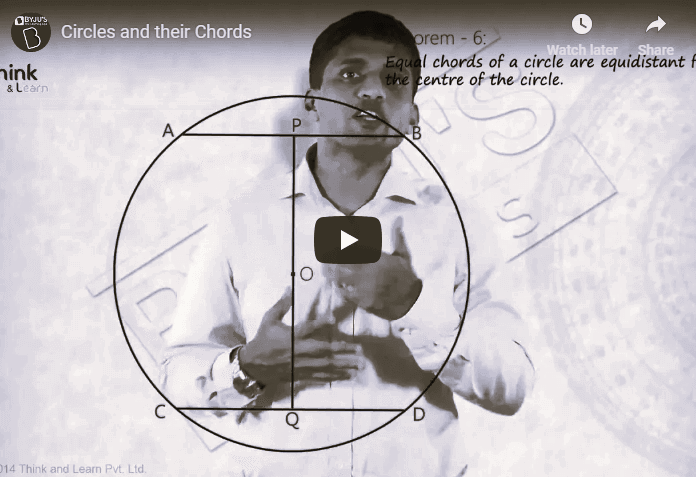 BYJU'S
Circles and their Chords
Watch later
Share
orem - 6:
Equal chords of a circle are equidistant f
the centre of the circle.
hink
& Learn
A
P
B
O
C
Q
D
014 Think and Learn Pvt. Ltd.